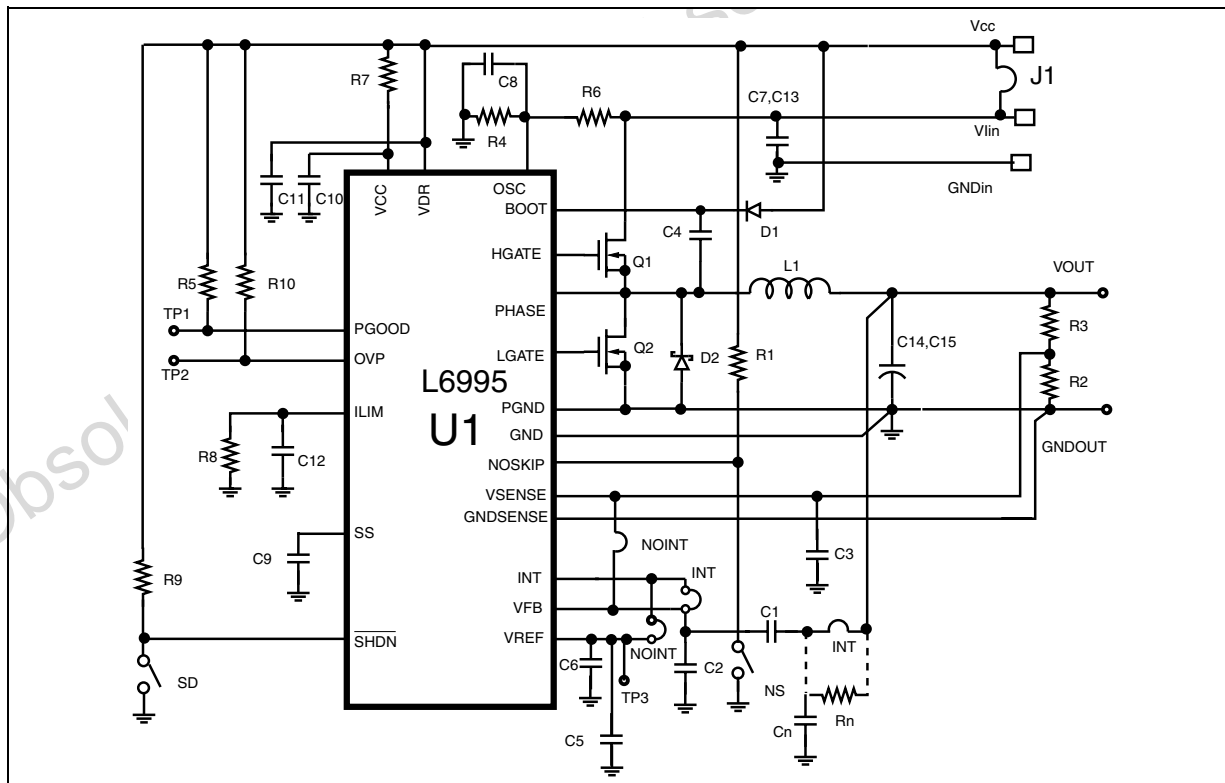 Vcc
J1
R7
C8
R6
C7,C13
R4
VIin
GNDin
C11
C10
VCC
VDR
OSC
BOOT
C4
D1
HGATE
Q1
L1
VOUT
R5
R10
TP1
PHASE
PGOOD
R3
OVP
LGATE
Q2
D2
R1
C14,C15
TP2
L6995
R2
ILIM
U1
PGND
GND
GNDOUT
R8
C12
NOSKIP
VSENSE
GNDSENSE
SS
NOINT
C3
C9
R9
INT
INT
VFB
C1
SHDN
VREF
NOINT
INT
C6
C2
SD
TP3
NS
Rn
Cn
C5
Obsol